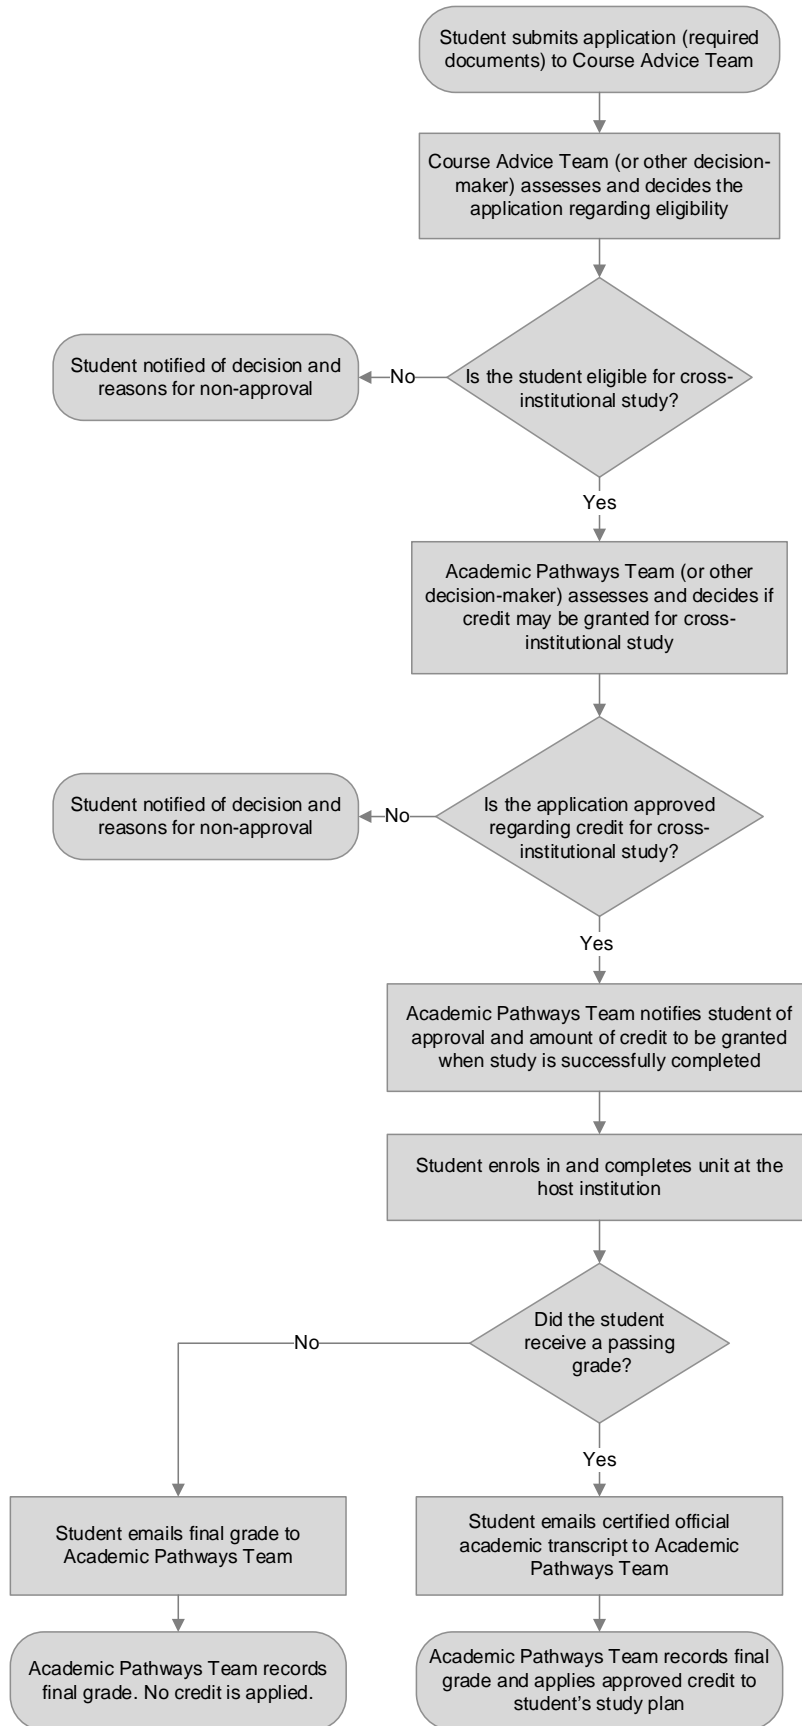 Student submits application (required
documents) to Course Advice Team
Course Advice Team (or other decision-
maker) assesses and decides the
application regarding eligibility
Is the student eligible for cross-
institutional study?
No
Student notified of decision and
reasons for non-approval
Yes
Academic Pathways Team (or other
decision-maker) assesses and decides if
credit may be granted for cross-
institutional study
Is the application approved
regarding credit for cross-
institutional study?
No
Student notified of decision and
reasons for non-approval
Yes
Academic Pathways Team notifies student of
approval and amount of credit to be granted
when study is successfully completed
Student enrols in and completes unit at the
host institution
Did the student
receive a passing
grade?
No
Yes
Student emails final grade to
Academic Pathways Team
Student emails certified official
academic transcript to Academic
Pathways Team
Academic Pathways Team records
final grade. No credit is applied.
Academic Pathways Team records final
grade and applies approved credit to
student’s study plan